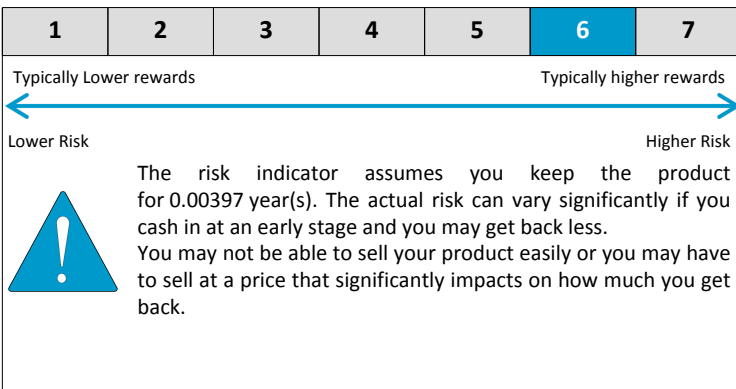 1 2 3 4 5 6 7
Typically Lower rewards Typically higher rewards
Lower Risk Higher Risk
The risk indicator assumes you keep the product
for 0.00397 year(s). The actual risk can vary significantly if you
cash in at an early stage and you may get back less.
You may not be able to sell your product easily or you may have
to sell at a price that significantly impacts on how much you get
back.